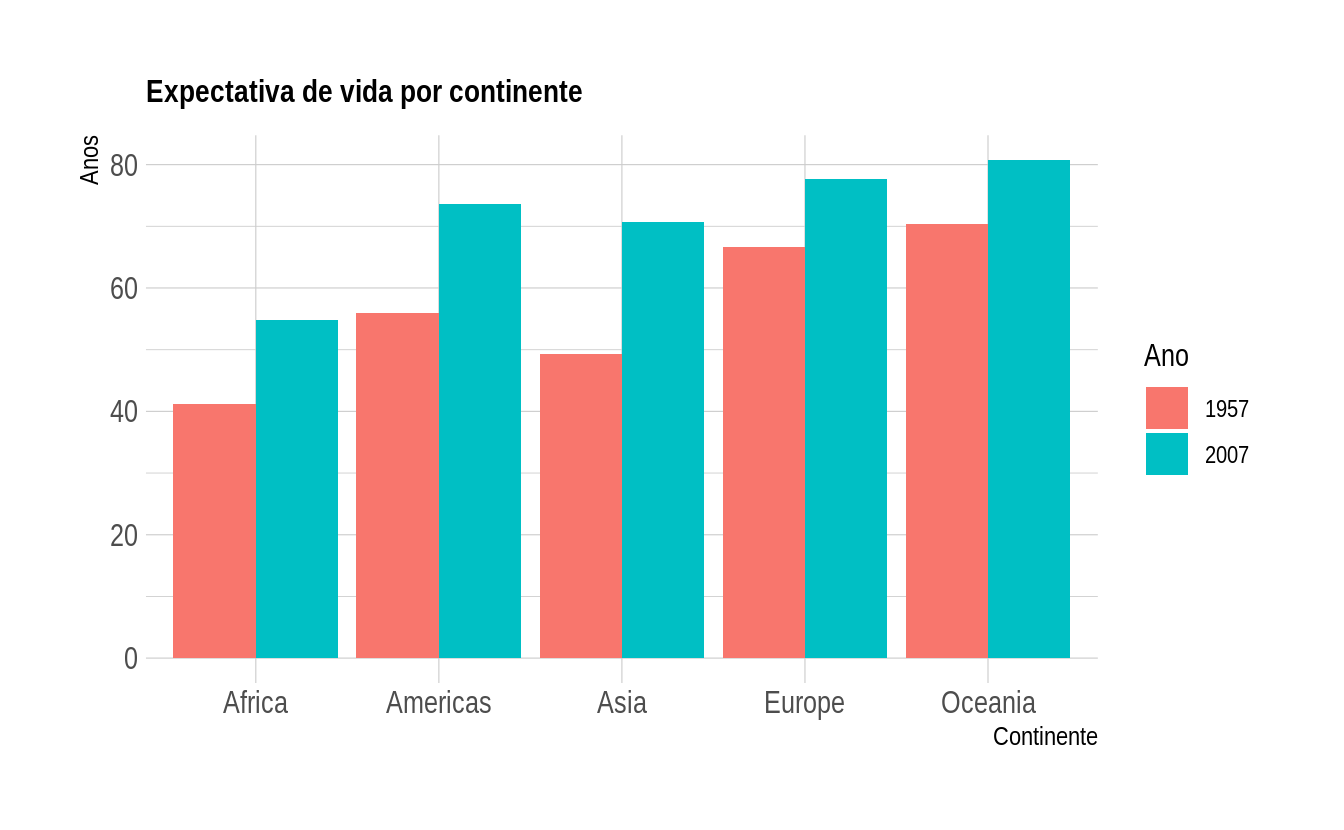 Expectativa de vida por continente
Anos
80
60
40
20
0
Africa
Americas
Asia
Europe
Oceania
Continente
Ano
1957
2007